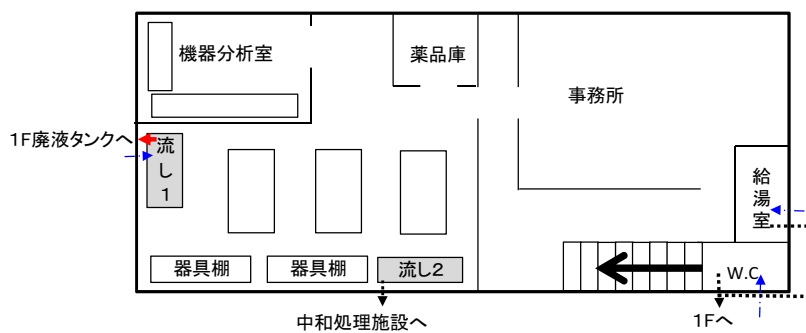 機器分析室
薬品庫
事務所
１F廃液タンクへ
流し１
給湯室
器具棚
器具棚
流し２
W.C
中和処理施設へ
１Fへ